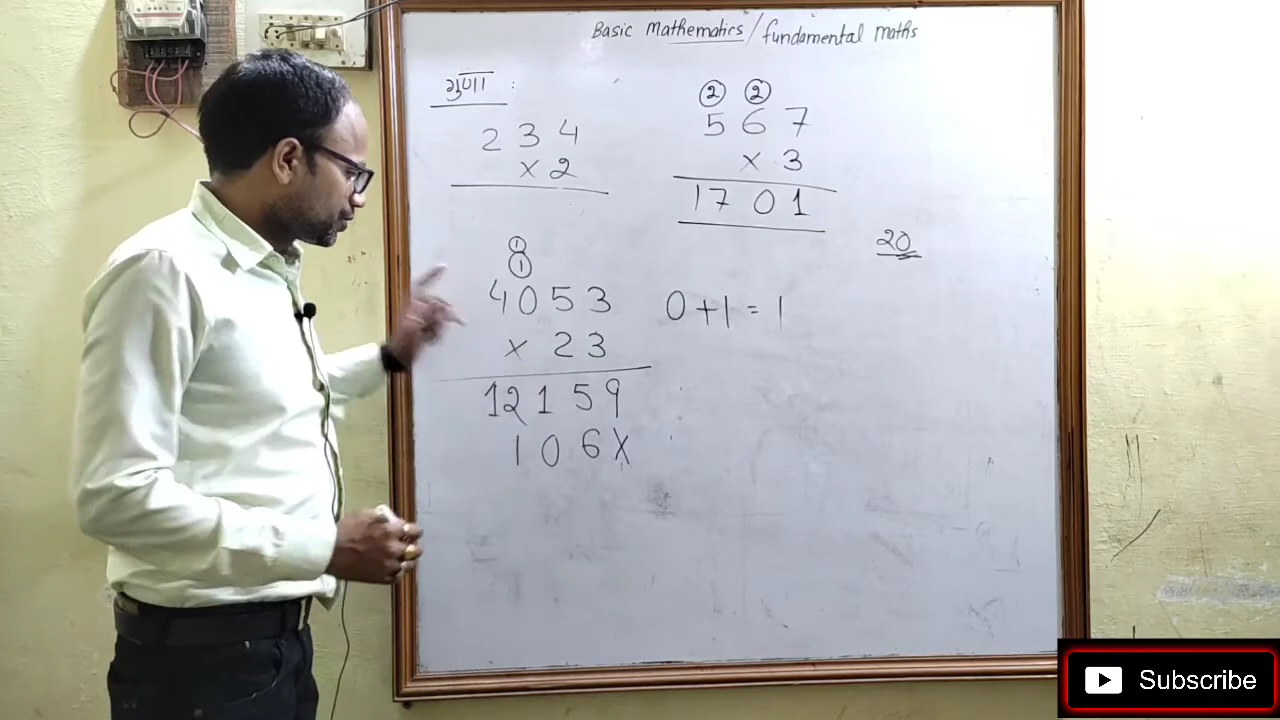 Basic Mathematics/fundamental maths
गुणा :
2 3 4
× 2
② ②
5 6 7
× 3
1 7 0 1
20
①
①
4 0 5 3
× 2 3
1 2 1 5 9
1 0 6 X
0 + 1 = 1
Subscribe